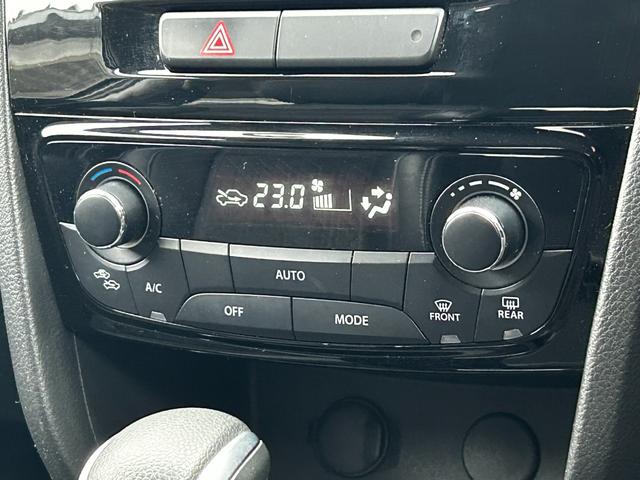 23.0
A/C
AUTO
OFF
MODE
FRONT
REAR